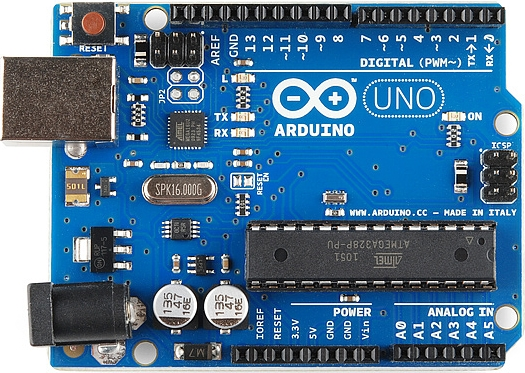 RESET
AREF
GND
13
12
~11
~10
~9
8
7
~6
~5
4
~3
2
TX→1
RX←0
DIGITAL (PWM~)
JP2
L
TX
RX
™
UNO
ARDUINO
ON
ICSP
RESET
EN
501L
SPK16.000G
WWW.ARDUINO.CC - MADE IN ITALY
1051
ATMEL
ATMEGA328P-PU
135
47
16E
135
47
16E
M7
IOREF
RESET
3.3V
5V
GND
GND
Vin
POWER
ANALOG IN
A0
A1
A2
A3
A4
A5